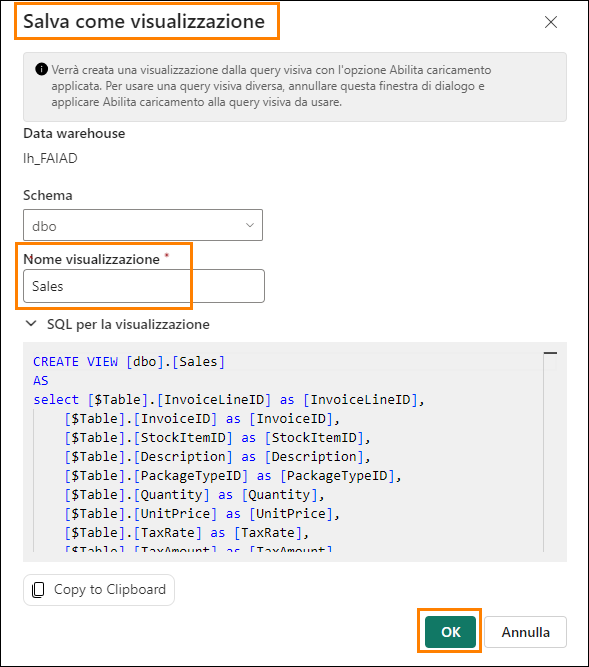 Salva come visualizzazione
Verrà creata una visualizzazione dalla query visiva con l'opzione Abilita caricamento
applicata. Per usare una query visiva diversa, annullare questa finestra di dialogo e
applicare Abilita caricamento alla query visiva da usare.
Data warehouse
lh_FAIAD
Schema
dbo
Nome visualizzazione *
Sales
SQL per la visualizzazione
CREATE VIEW [dbo].[Sales]
AS
select [$Table].[InvoiceLineID] as [InvoiceLineID],
[$Table].[InvoiceID] as [InvoiceID],
[$Table].[StockItemID] as [StockItemID],
[$Table].[Description] as [Description],
[$Table].[PackageTypeID] as [PackageTypeID],
[$Table].[Quantity] as [Quantity],
[$Table].[UnitPrice] as [UnitPrice],
[$Table].[TaxRate] as [TaxRate],
[$Table].[TaxAmount] as [TaxAmount]
Copy to Clipboard
OK
Annulla